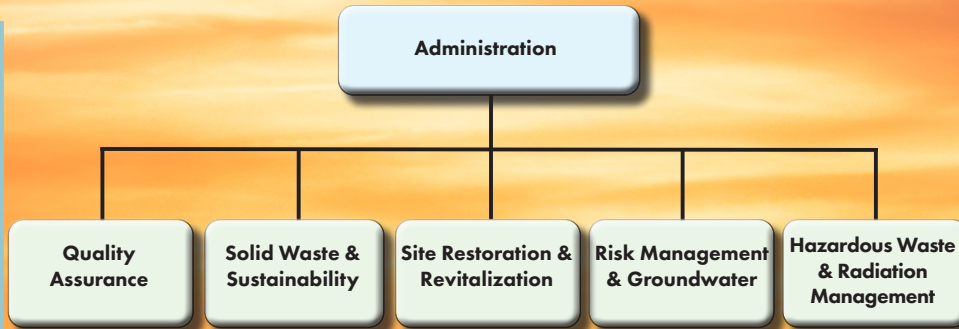 Administration
Quality
Assurance
Solid Waste &
Sustainability
Site Restoration &
Revitalization
Risk Management
& Groundwater
Hazardous Waste
& Radiation
Management